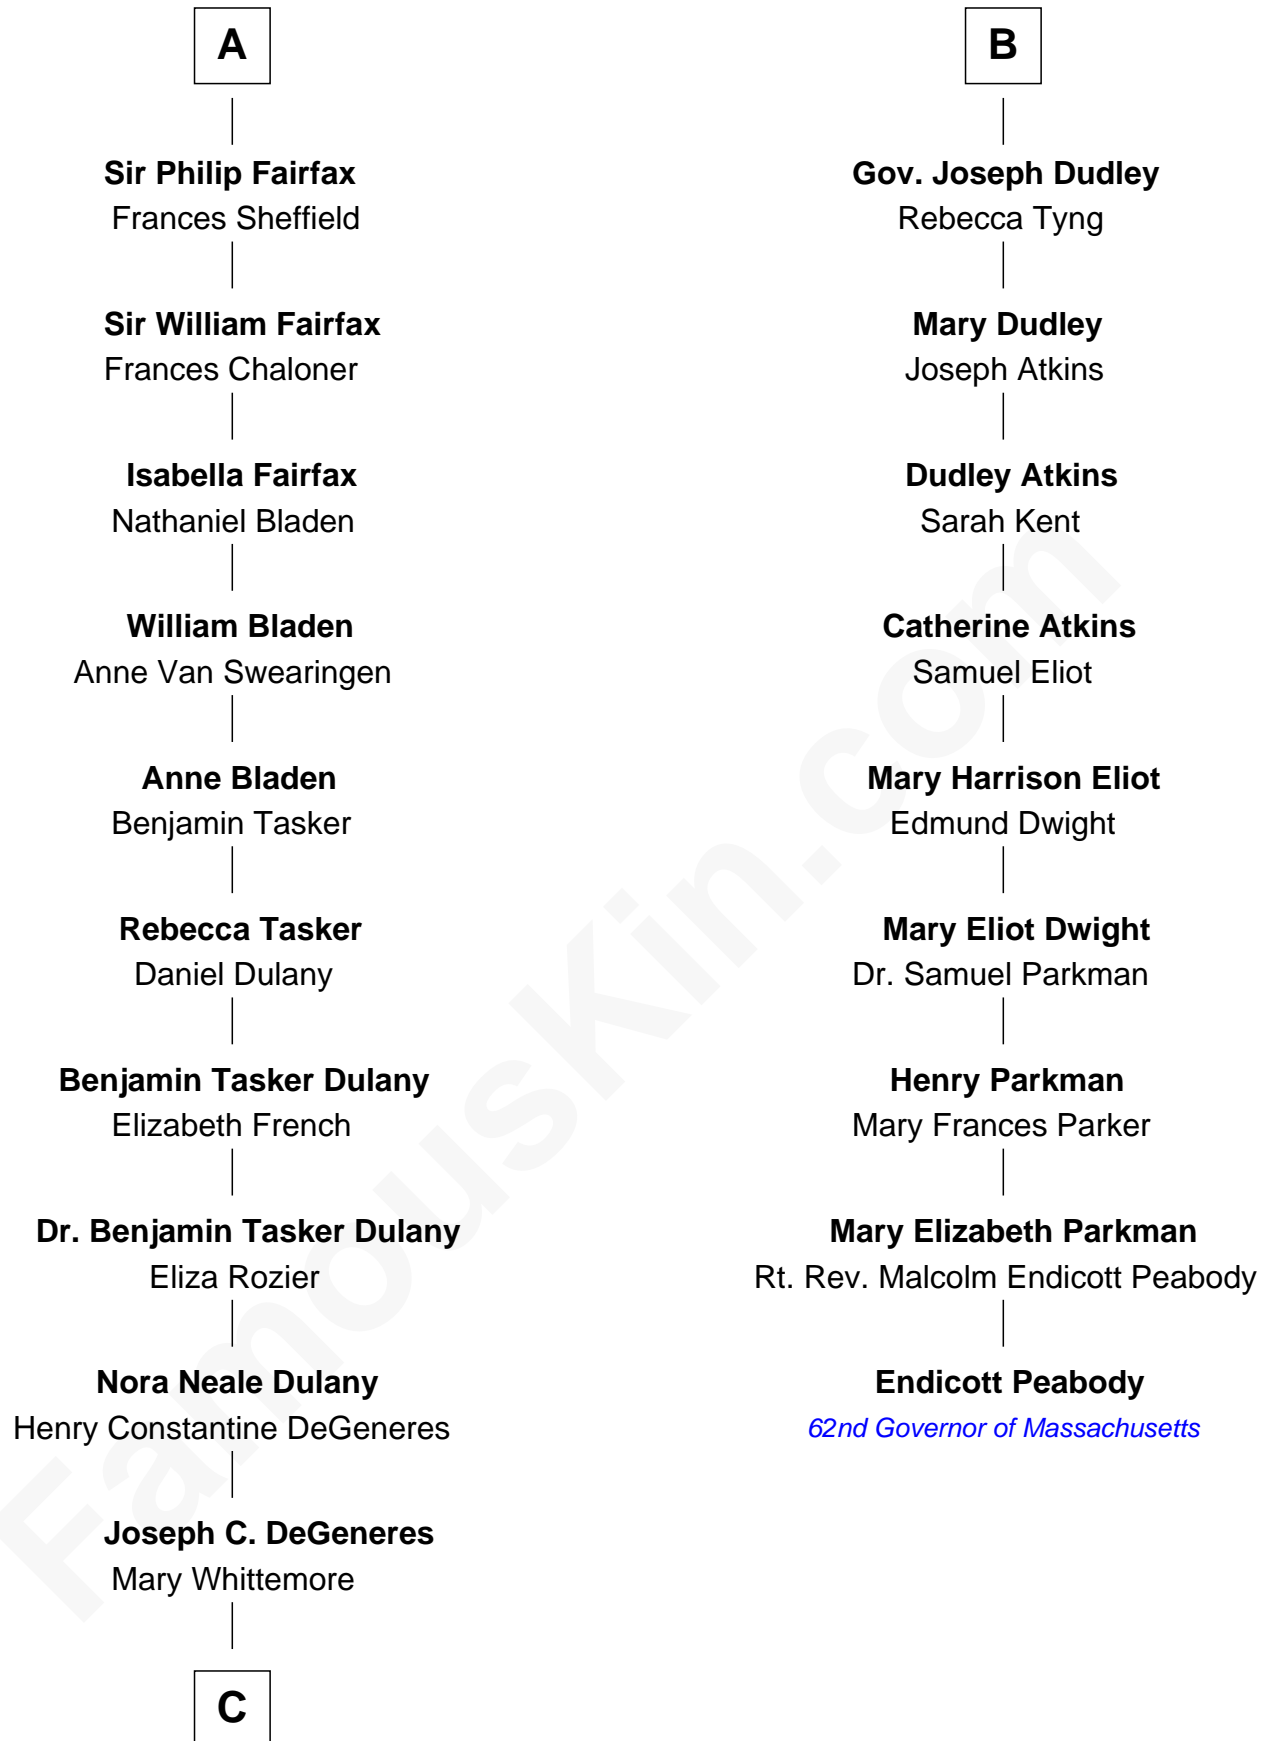 A
Sir Philip Fairfax
Frances Sheffield
Sir William Fairfax
Frances Chaloner
Isabella Fairfax
Nathaniel Bladen
William Bladen
Anne Van Swearingen
Anne Bladen
Benjamin Tasker
Rebecca Tasker
Daniel Dulany
Benjamin Tasker Dulany
Elizabeth French
Dr. Benjamin Tasker Dulany
Eliza Rozier
Nora Neale Dulany
Henry Constantine DeGeneres
Joseph C. DeGeneres
Mary Whittemore
C
B
Gov. Joseph Dudley
Rebecca Tyng
Mary Dudley
Joseph Atkins
Dudley Atkins
Sarah Kent
Catherine Atkins
Samuel Eliot
Mary Harrison Eliot
Edmund Dwight
Mary Eliot Dwight
Dr. Samuel Parkman
Henry Parkman
Mary Frances Parker
Mary Elizabeth Parkman
Rt. Rev. Malcolm Endicott Peabody
Endicott Peabody
62nd Governor of Massachusetts
FamousKin.com